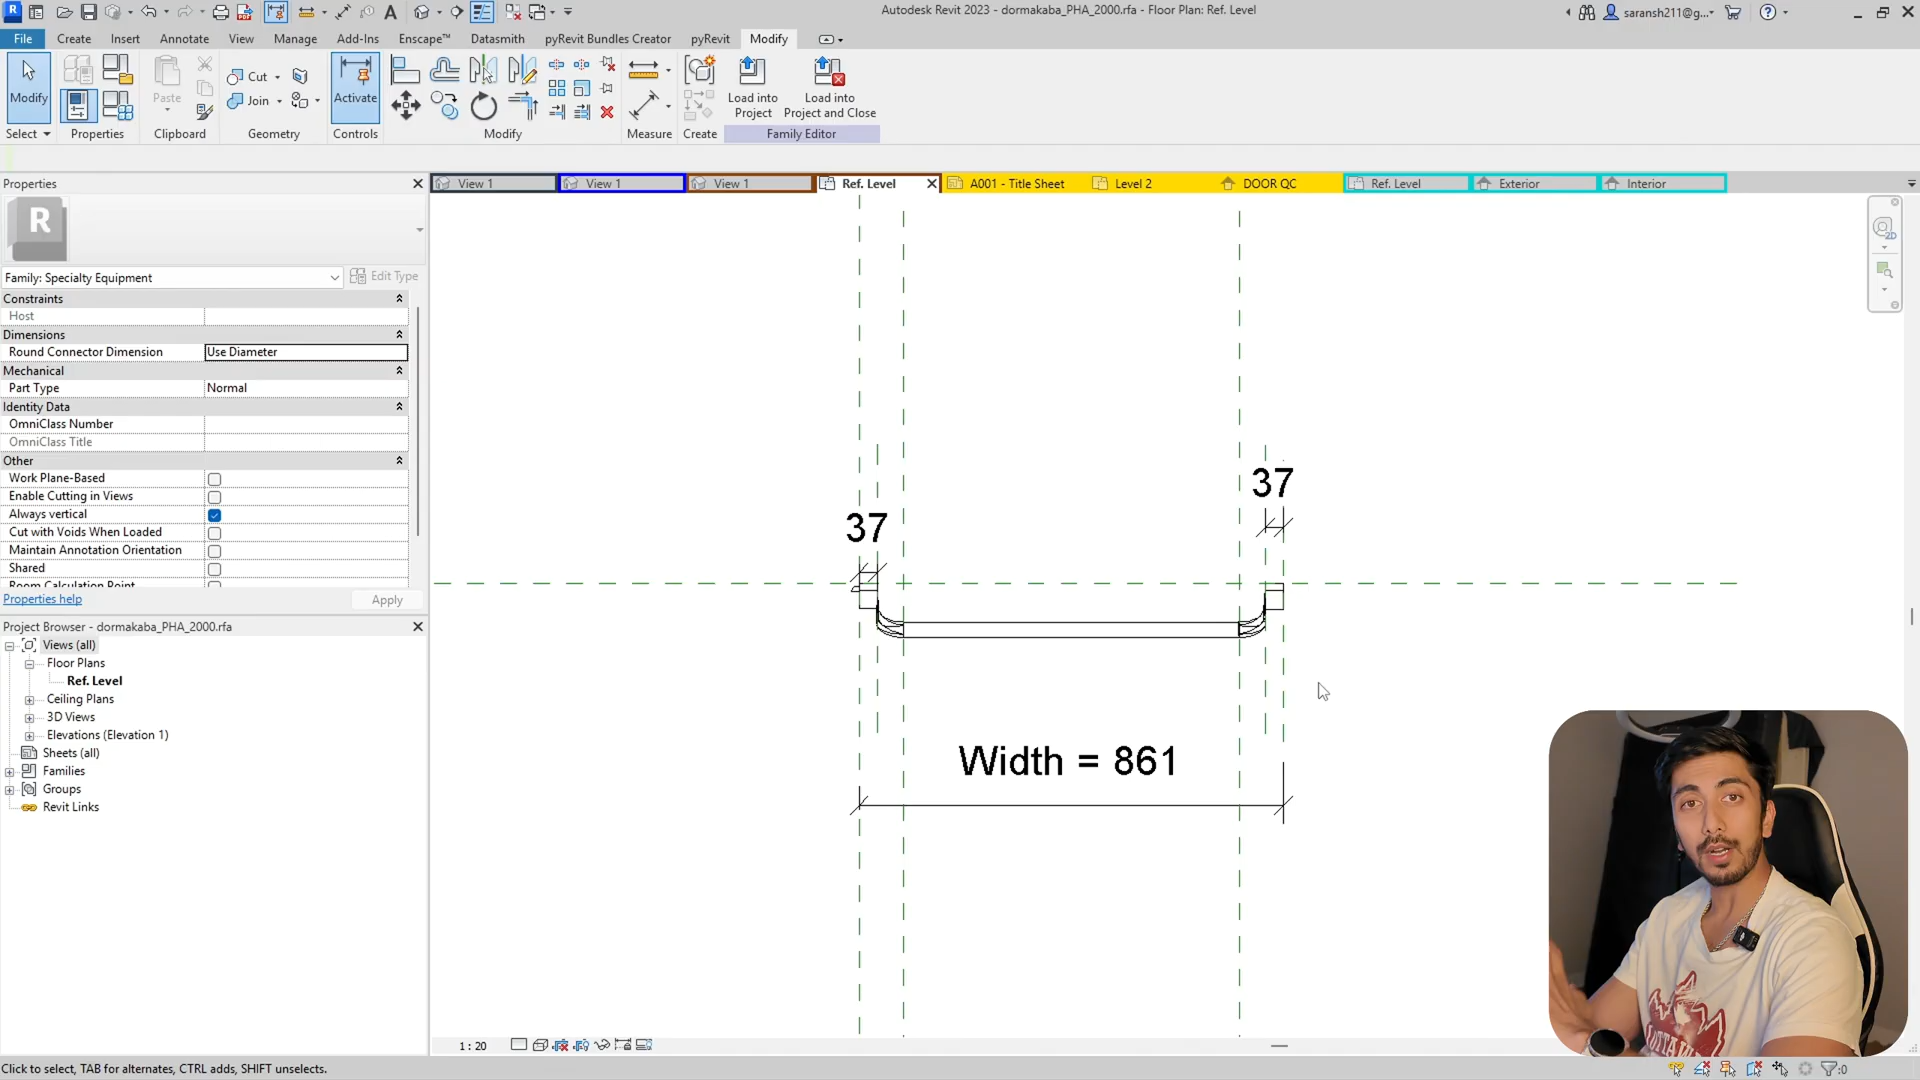 Autodesk Revit 2023 - dormakaba_PHA_2000.rfa - Floor Plan: Ref. Level
saransh211@g...
File Create Insert Annotate View Manage Add-Ins Enscape™ Datasmith pyRevit Bundles Creator pyRevit Modify
Modify
Paste
Cut
Join
Activate
Load into
Project
Load into
Project and Close
Select Properties Clipboard Geometry Controls Modify Measure Create Family Editor
Properties
View 1 View 1 View 1 Ref. Level A001 - Title Sheet Level 2 DOOR QC Ref. Level Exterior Interior
R
Family: Specialty Equipment
Edit Type
Constraints
Host
Dimensions
Round Connector Dimension Use Diameter
Mechanical
Part Type Normal
Identity Data
OmniClass Number
OmniClass Title
Other
Work Plane-Based
Enable Cutting in Views
Always vertical
Cut with Voids When Loaded
Maintain Annotation Orientation
Shared
Room Calculation Point
Properties help Apply
Project Browser - dormakaba_PHA_2000.rfa
Views (all)
Floor Plans
Ref. Level
Ceiling Plans
3D Views
Elevations (Elevation 1)
Sheets (all)
Families
Groups
Revit Links
37
37
Width = 861
2D
1 : 20
Click to select, TAB for alternates, CTRL adds, SHIFT unselects.
:0